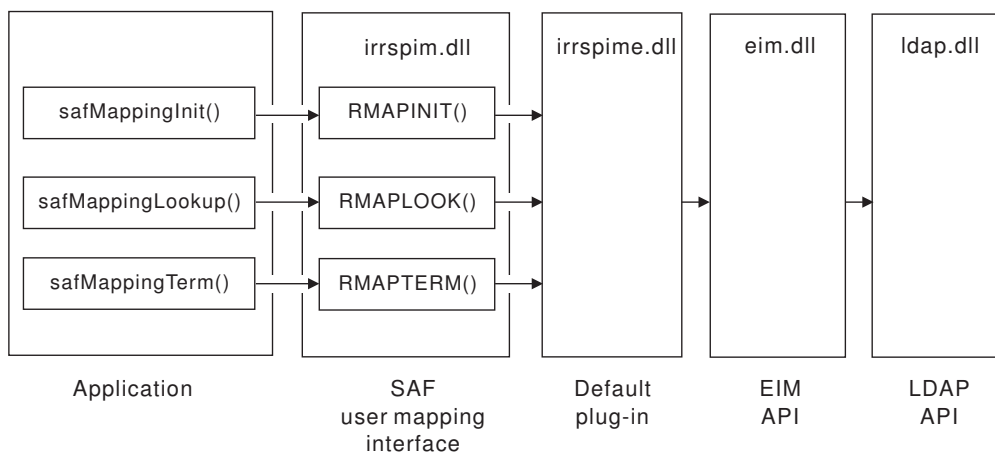 irrspim.dll
irrspime.dll
eim.dll
ldap.dll
safMappingInit()
RMAPINIT()
safMappingLookup()
RMAPLOOK()
safMappingTerm()
RMAPTERM()
Application
SAF
user mapping
interface
Default
plug-in
EIM
API
LDAP
API